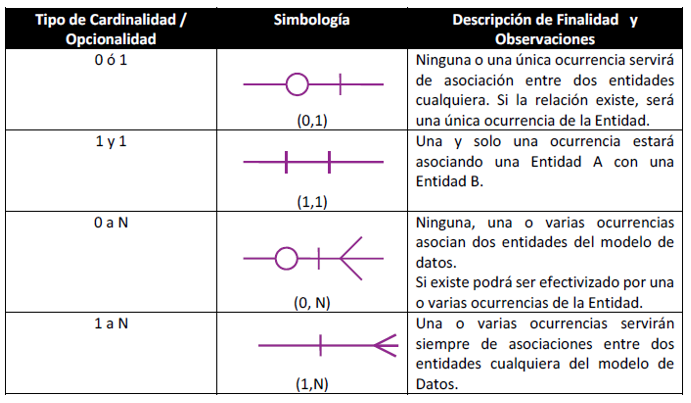 Tipo de Cardinalidad /
Opcionalidad
Simbología
Descripción de Finalidad y
Observaciones
0 ó 1
(0,1)
Ninguna o una única ocurrencia servirá
de asociación entre dos entidades
cualquiera. Si la relación existe, será
una única ocurrencia de la Entidad.
1 y 1
(1,1)
Una y solo una ocurrencia estará
asociando una Entidad A con una
Entidad B.
0 a N
(0, N)
Ninguna, una o varias ocurrencias
asocian dos entidades del modelo de
datos.
Si existe podrá ser efectivizado por una
o varias ocurrencias de la Entidad.
1 a N
(1,N)
Una o varias ocurrencias servirán
siempre de asociaciones entre dos
entidades cualquiera del modelo de
Datos.